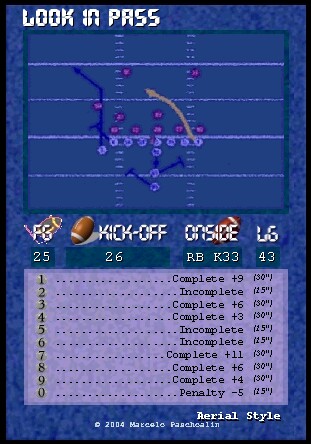 LOOK IN PASS
FG KICK-OFF ONSIDE LG
25 26 RB K33 43
1 ......................Complete +9 (30")
2 ......................Incomplete (15")
3 ......................Complete +6 (30")
4 ......................Complete +3 (30")
5 ......................Incomplete (15")
6 ......................Incomplete (15")
7 ......................Complete +11 (30")
8 ......................Complete +6 (30")
9 ......................Complete +4 (30")
0 ......................Penalty -5 (15")
Aerial Style
© 2004 Marcelo Paschoalin